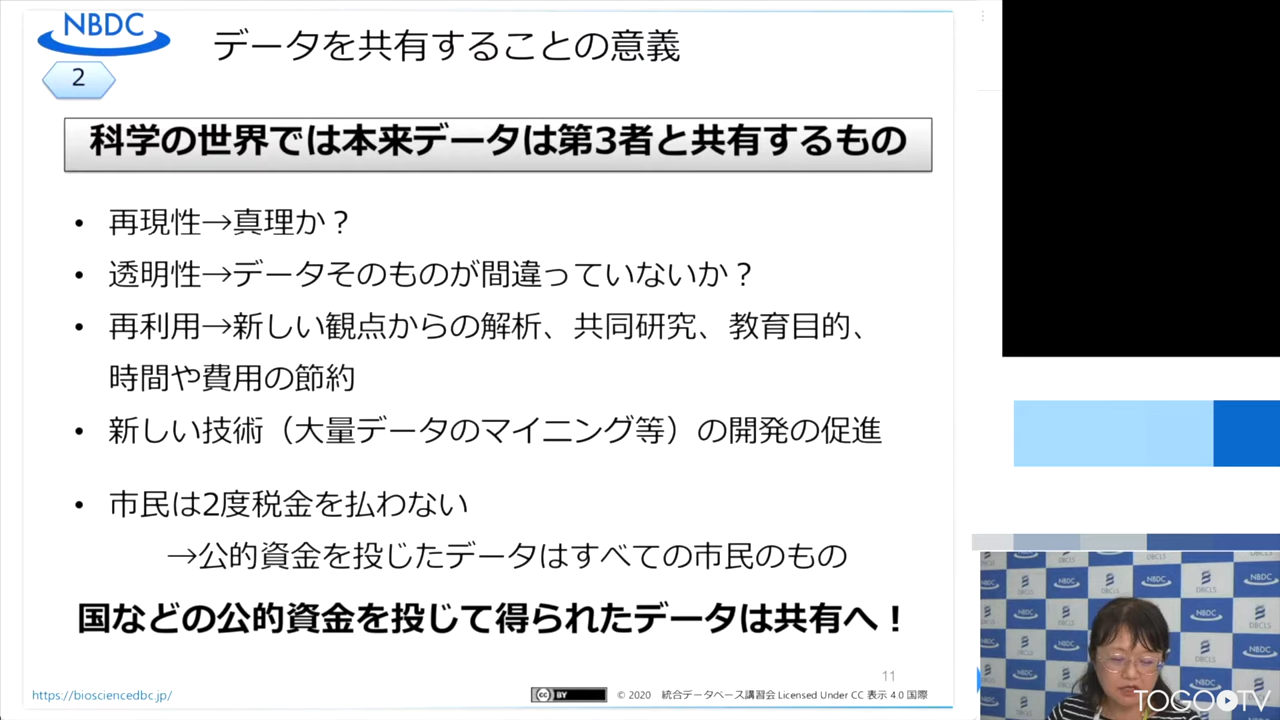 NBDC
データを共有することの意義
2
科学の世界では本来データは第3者と共有するもの
• 再現性→真理か？
• 透明性→データそのものが間違っていないか？
• 再利用→新しい観点からの解析、共同研究、教育目的、
時間や費用の節約
• 新しい技術（大量データのマイニング等）の開発の促進
• 市民は2度税金を払わない
→公的資金を投じたデータはすべての市民のもの
国などの公的資金を投じて得られたデータは共有へ！
11
https://biosciencedbc.jp/
cc BY
© 2020 統合データベース講習会 Licensed Under CC 表示 4.0 国際
DBCLS
NBDC
TOGOTV